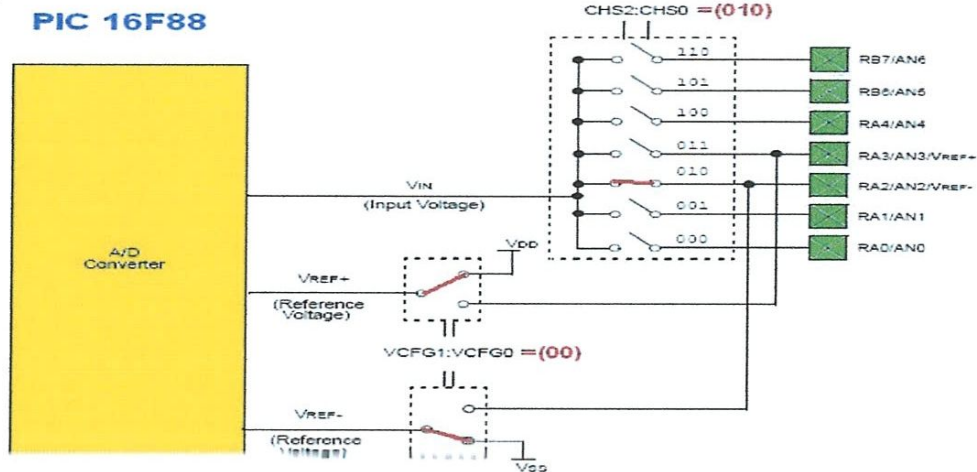 PIC 16F88
CHS2:CHS0 =(010)
110
RB7/AN6
101
RB6/AN5
100
RA4/AN4
011
RA3/AN3/VREF+
010
RA2/AN2/VREF-
001
RA1/AN1
000
RA0/AN0
VIN
(Input Voltage)
A/D
Converter
VDD
VREF+
(Reference
Voltage)
VCFG1:VCFG0 =(00)
VREF-
(Reference
Voltage)
VSS